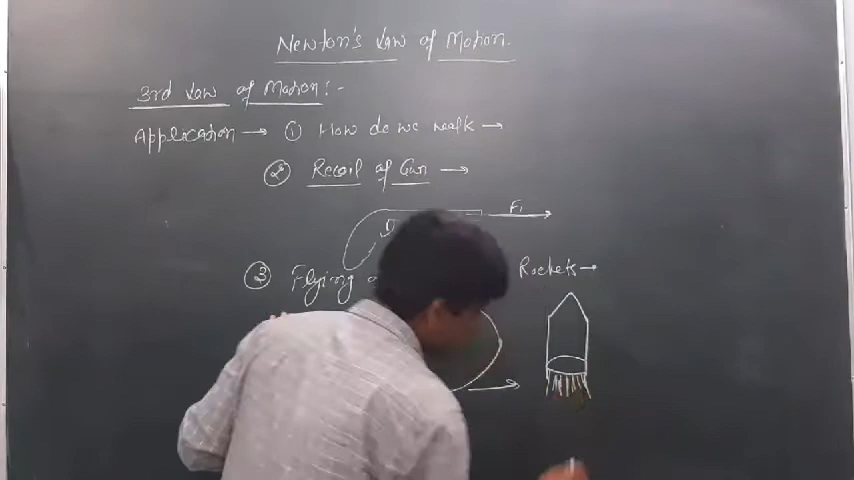 Newton's Law of Motion.
3rd Law of Motion:-
Application → ① How do we walk →
② Recoil of Gun →
F₁
③ Flying Rockets →